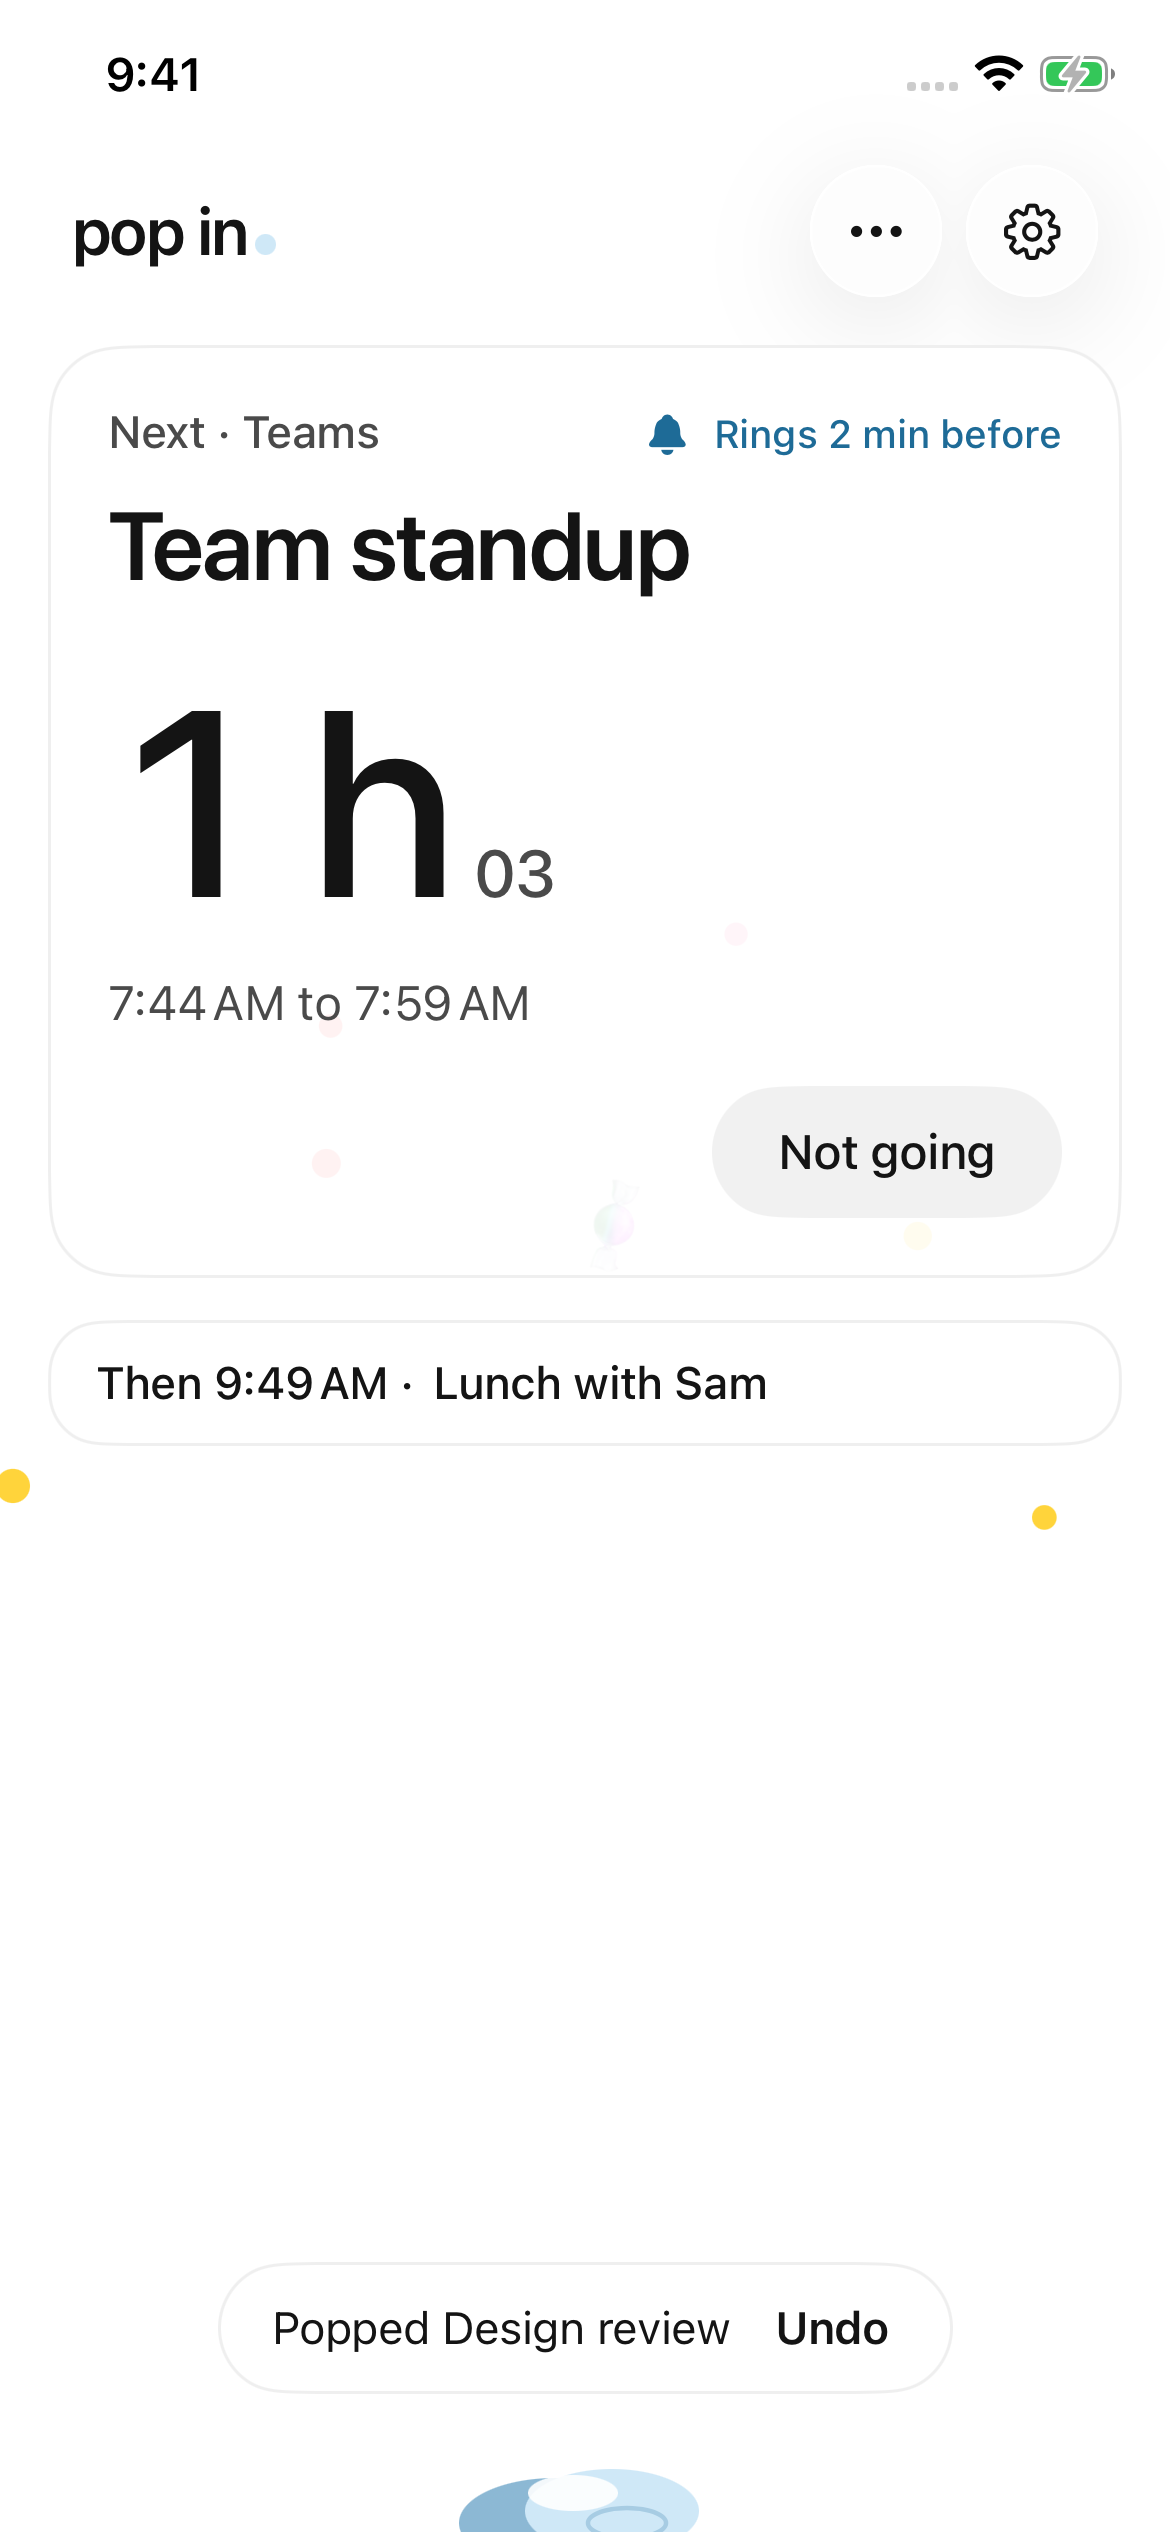 9:41
pop in
Next · Teams
Rings 2 min before
Team standup
1 h 03
7:44 AM to 7:59 AM
Not going
Then 9:49 AM · Lunch with Sam
Popped Design review Undo